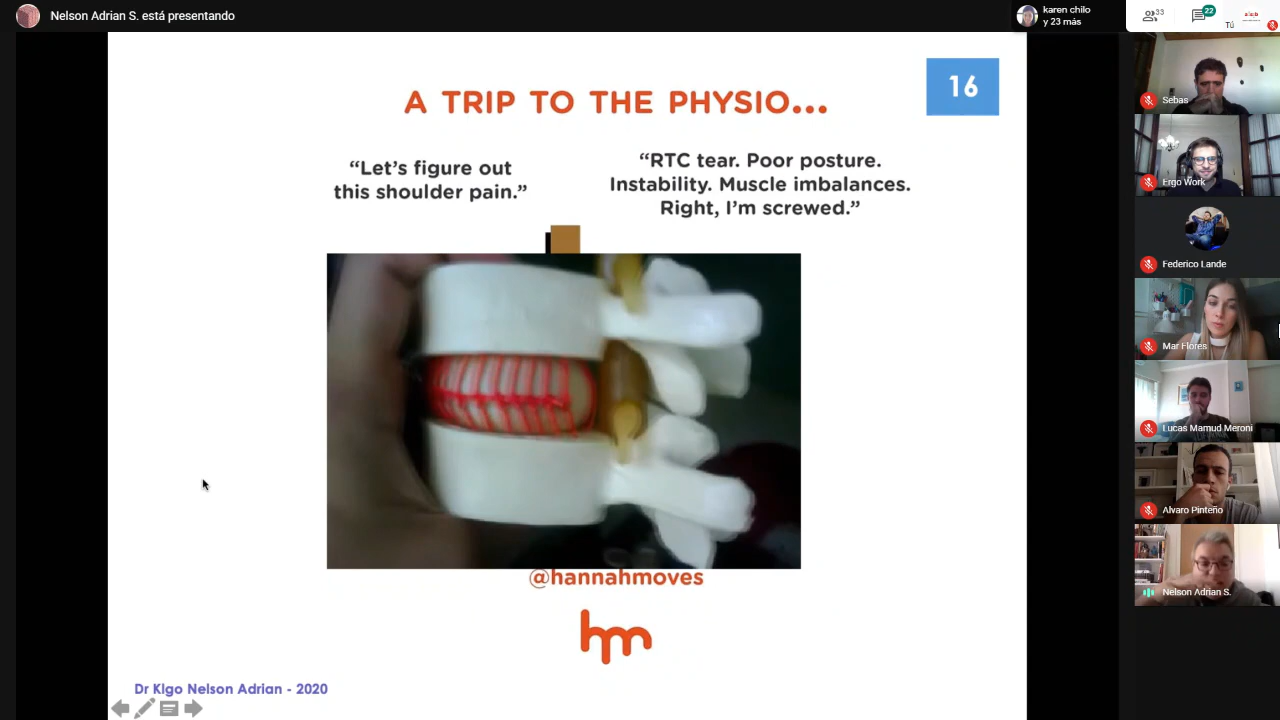 Nelson Adrian S. está presentando
karen chilo
y 23 más
33
22
Tú
A TRIP TO THE PHYSIO...
16
“Let’s figure out
this shoulder pain.”
“RTC tear. Poor posture.
Instability. Muscle imbalances.
Right, I’m screwed.”
@hannahmoves
hm
Dr Klgo Nelson Adrian - 2020
Sebas
Ergo Work
Federico Lande
Mar Flores
Lucas Mamud Meroni
Alvaro Pinteño
Nelson Adrian S.